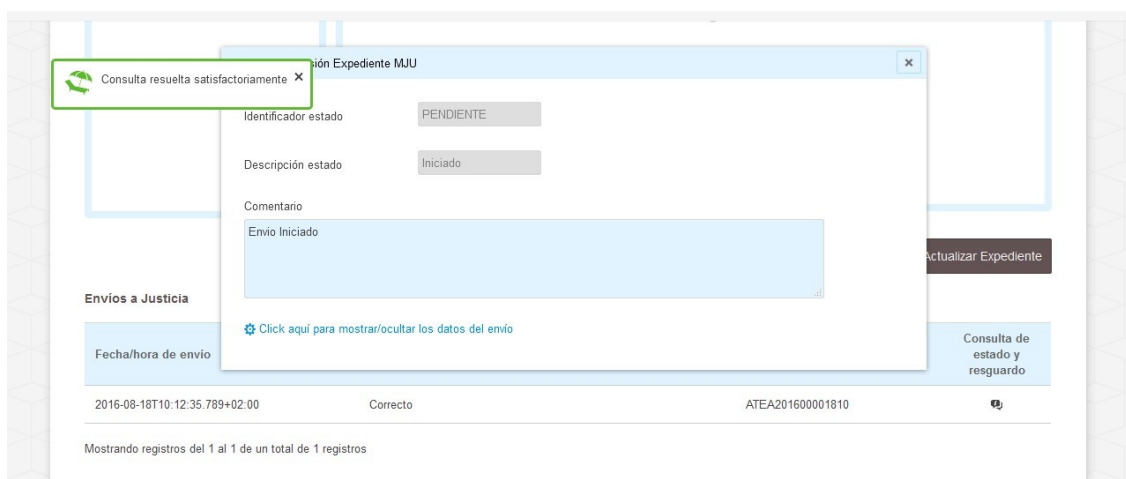 Consulta resuelta satisfactoriamente ×
Expediente MJU
×
Identificador estado
PENDIENTE
Descripción estado
Iniciado
Comentario
Envio Iniciado
Click aquí para mostrar/ocultar los datos del envío
Actualizar Expediente
Envíos a Justicia
Fecha/hora de envío
Consulta de
estado y
resguardo
2016-08-18T10:12:35.789+02:00 Correcto ATEA201600001810
Mostrando registros del 1 al 1 de un total de 1 registros